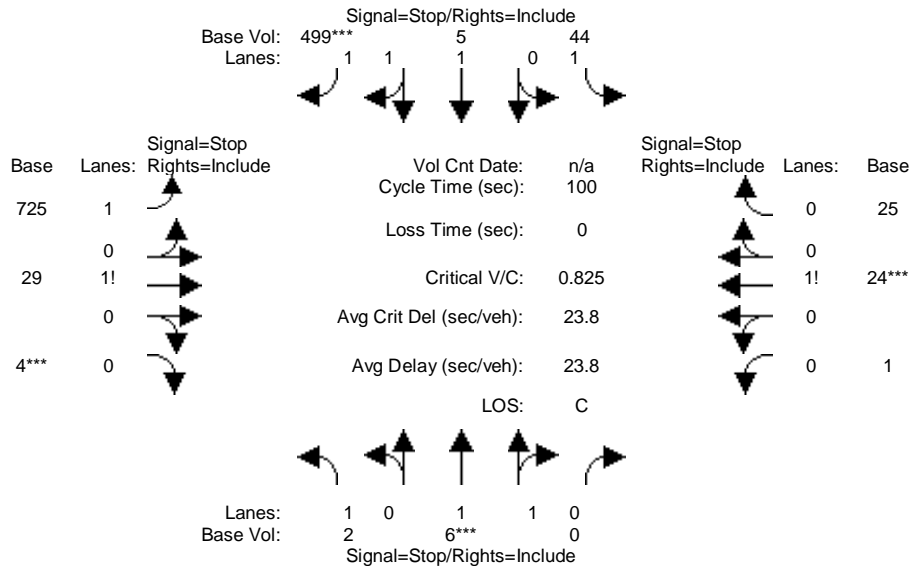 Signal=Stop/Rights=Include
Base Vol: 499*** 5 44
Lanes: 1 1 1 0 1
Signal=Stop Signal=Stop
Base Lanes: Rights=Include Vol Cnt Date: n/a Rights=Include Lanes: Base
Cycle Time (sec): 100
725 1 0 25
Loss Time (sec): 0
0 0
29 1! Critical V/C: 0.825 1! 24***
0 Avg Crit Del (sec/veh): 23.8 0
4*** 0 Avg Delay (sec/veh): 23.8 0 1
LOS: C
Lanes: 1 0 1 1 0
Base Vol: 2 6*** 0
Signal=Stop/Rights=Include